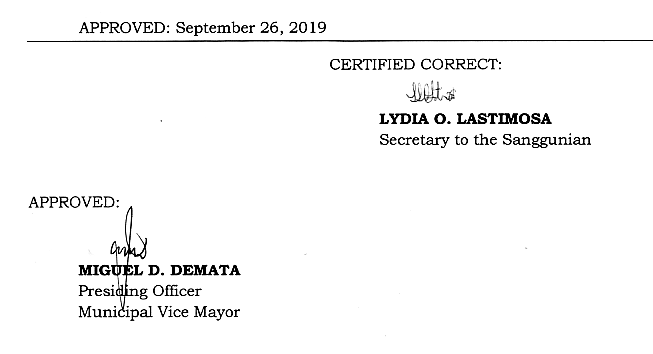 APPROVED: September 26, 2019
CERTIFIED CORRECT:
LYDIA O. LASTIMOSA
Secretary to the Sanggunian
APPROVED:
MIGUEL D. DEMATA
Presiding Officer
Municipal Vice Mayor